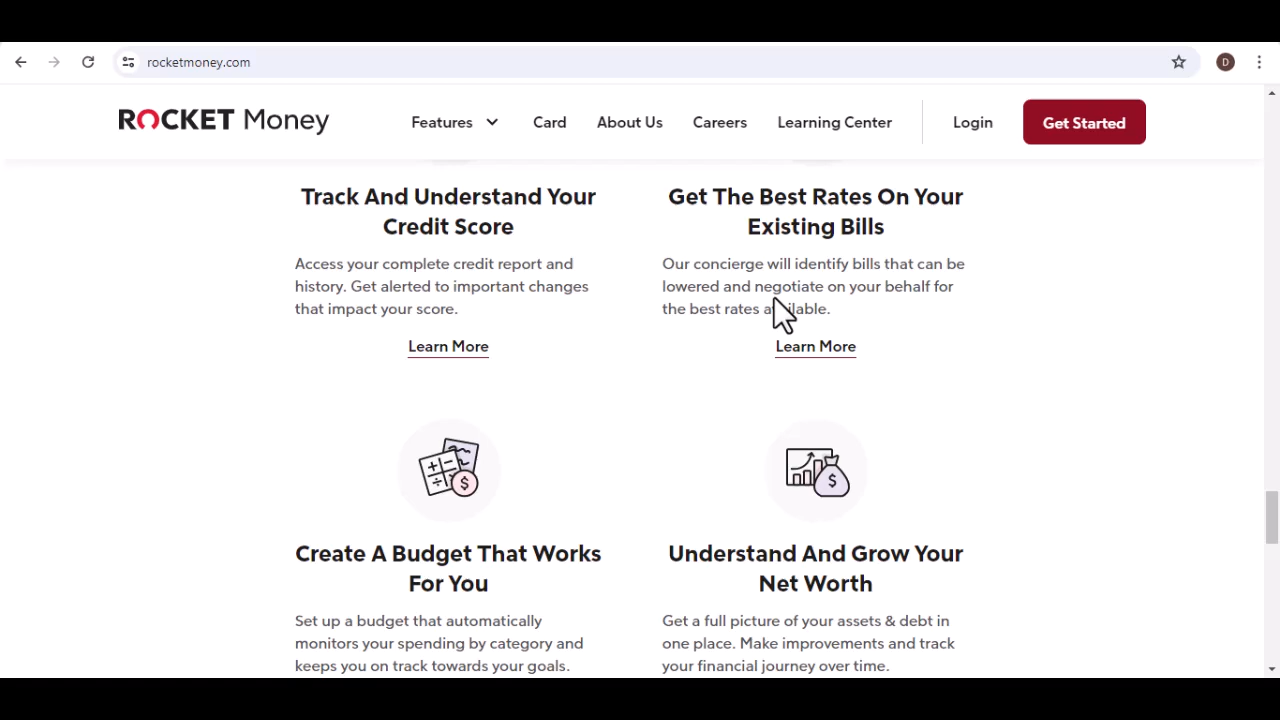 rocketmoney.com
D
ROCKET Money
Features
Card
About Us
Careers
Learning Center
Login
Get Started
Track And Understand Your
Credit Score
Access your complete credit report and
history. Get alerted to important changes
that impact your score.
Learn More
Get The Best Rates On Your
Existing Bills
Our concierge will identify bills that can be
lowered and negotiate on your behalf for
the best rates available.
Learn More
Create A Budget That Works
For You
Set up a budget that automatically
monitors your spending by category and
keeps you on track towards your goals.
Understand And Grow Your
Net Worth
Get a full picture of your assets & debt in
one place. Make improvements and track
your financial journey over time.